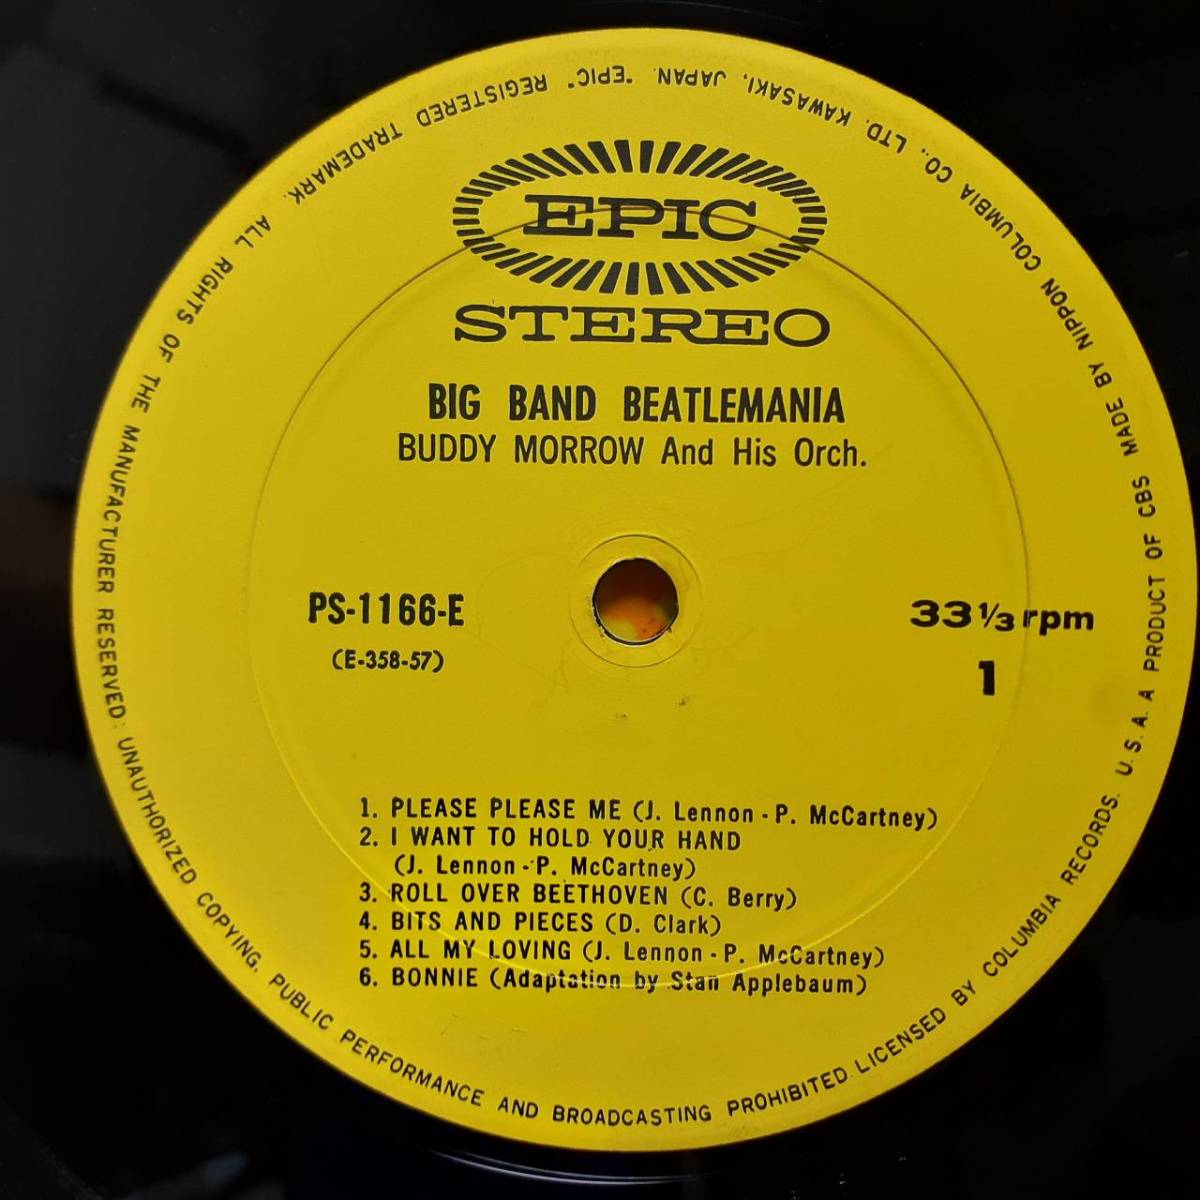 EPIC
STEREO
BIG BAND BEATLEMANIA
BUDDY MORROW And His Orch.
PS-1166-E
(E-358-57)
33 1/3 rpm
1
1. PLEASE PLEASE ME (J. Lennon - P. McCartney)
2. I WANT TO HOLD YOUR HAND
(J. Lennon - P. McCartney)
3. ROLL OVER BEETHOVEN (C. Berry)
4. BITS AND PIECES (D. Clark)
5. ALL MY LOVING (J. Lennon - P. McCartney)
6. BONNIE (Adaptation by Stan Applebaum)
ALL RIGHTS OF THE MANUFACTURER RESERVED: UNAUTHORIZED COPYING, PUBLIC PERFORMANCE AND BROADCASTING PROHIBITED. LICENSED BY COLUMBIA RECORDS. U.S.A. A PRODUCT OF CBS MADE BY NIPPON COLUMBIA CO., LTD. KAWASAKI, JAPAN. "EPIC" REGISTERED TRADEMARK.